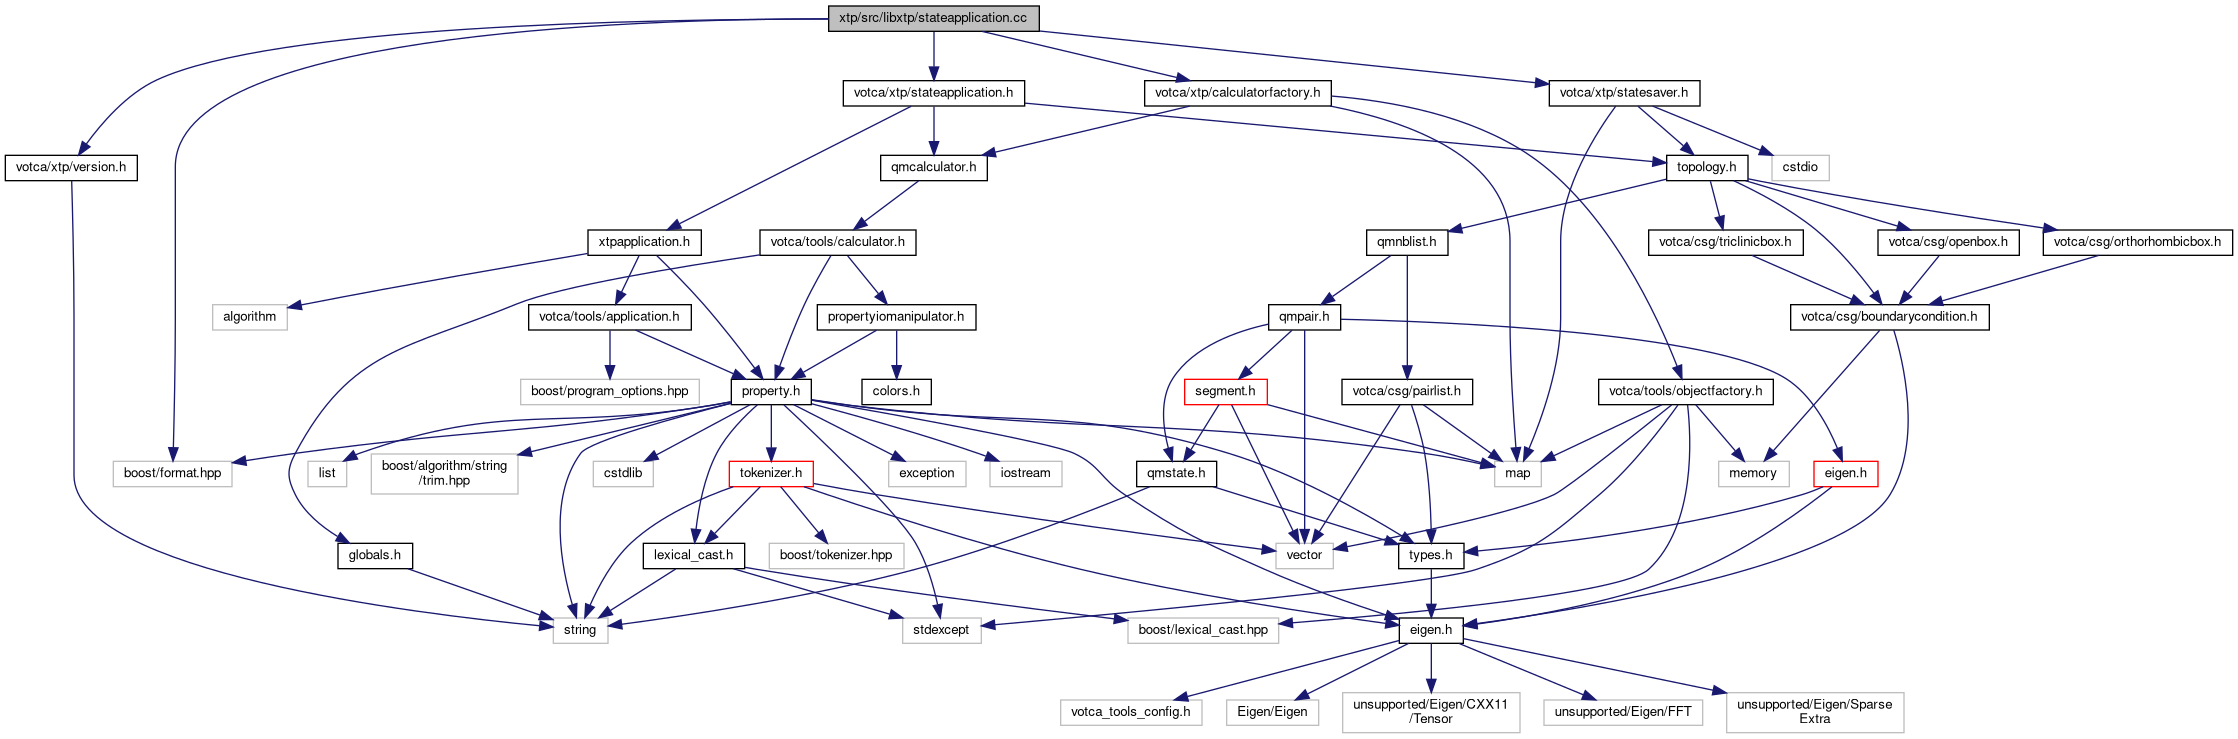 xtp/src/libxtp/stateapplication.cc
votca/xtp/stateapplication.h
votca/xtp/calculatorfactory.h
votca/xtp/statesaver.h
votca/xtp/version.h
qmcalculator.h
topology.h
cstdio
xtpapplication.h
votca/tools/calculator.h
qmnblist.h
votca/csg/triclinicbox.h
votca/csg/openbox.h
votca/csg/orthorhombicbox.h
algorithm
votca/tools/application.h
propertyiomanipulator.h
qmpair.h
votca/csg/boundarycondition.h
boost/program_options.hpp
property.h
colors.h
segment.h
votca/csg/pairlist.h
votca/tools/objectfactory.h
boost/format.hpp
list
boost/algorithm/string
/trim.hpp
cstdlib
tokenizer.h
exception
iostream
qmstate.h
map
memory
eigen.h
globals.h
lexical_cast.h
boost/tokenizer.hpp
vector
types.h
string
stdexcept
boost/lexical_cast.hpp
eigen.h
votca_tools_config.h
Eigen/Eigen
unsupported/Eigen/CXX11
/Tensor
unsupported/Eigen/FFT
unsupported/Eigen/Sparse
Extra